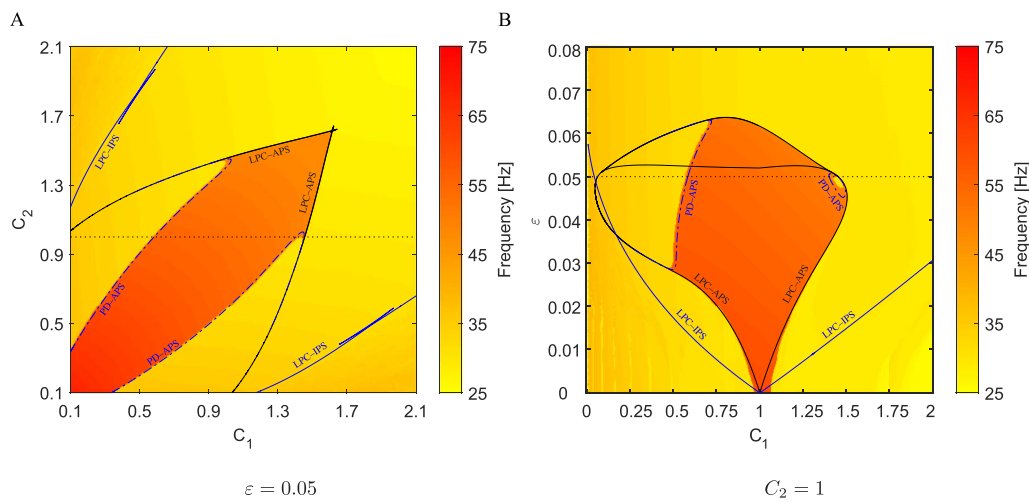 A
B
2.1
1.7
1.3
0.9
0.5
0.1
C2
0.1
0.5
0.9
1.3
1.7
2.1
C1
LPC-IPS
LPC-APS
LPC-APS
PD-APS
PD-APS
LPC-IPS
75
65
55
45
35
25
Frequency [Hz]
ε = 0.05
0.08
0.07
0.06
0.05
0.04
0.03
0.02
0.01
0
ε
0
0.25
0.5
0.75
1
1.25
1.5
1.75
2
C1
PD-APS
PD-APS
LPC-APS
LPC-APS
LPC-IPS
LPC-IPS
75
65
55
45
35
25
Frequency [Hz]
C2 = 1